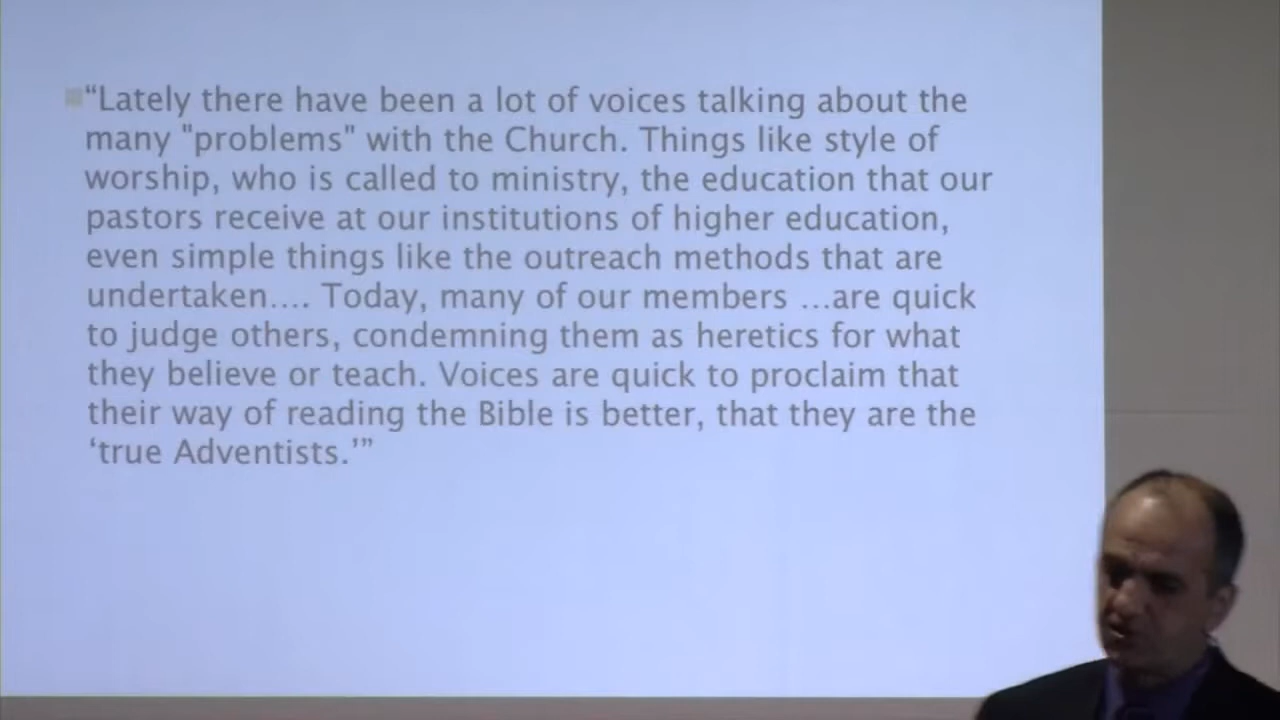 “Lately there have been a lot of voices talking about the
many "problems" with the Church. Things like style of
worship, who is called to ministry, the education that our
pastors receive at our institutions of higher education,
even simple things like the outreach methods that are
undertaken…. Today, many of our members …are quick
to judge others, condemning them as heretics for what
they believe or teach. Voices are quick to proclaim that
their way of reading the Bible is better, that they are the
‘true Adventists.’”